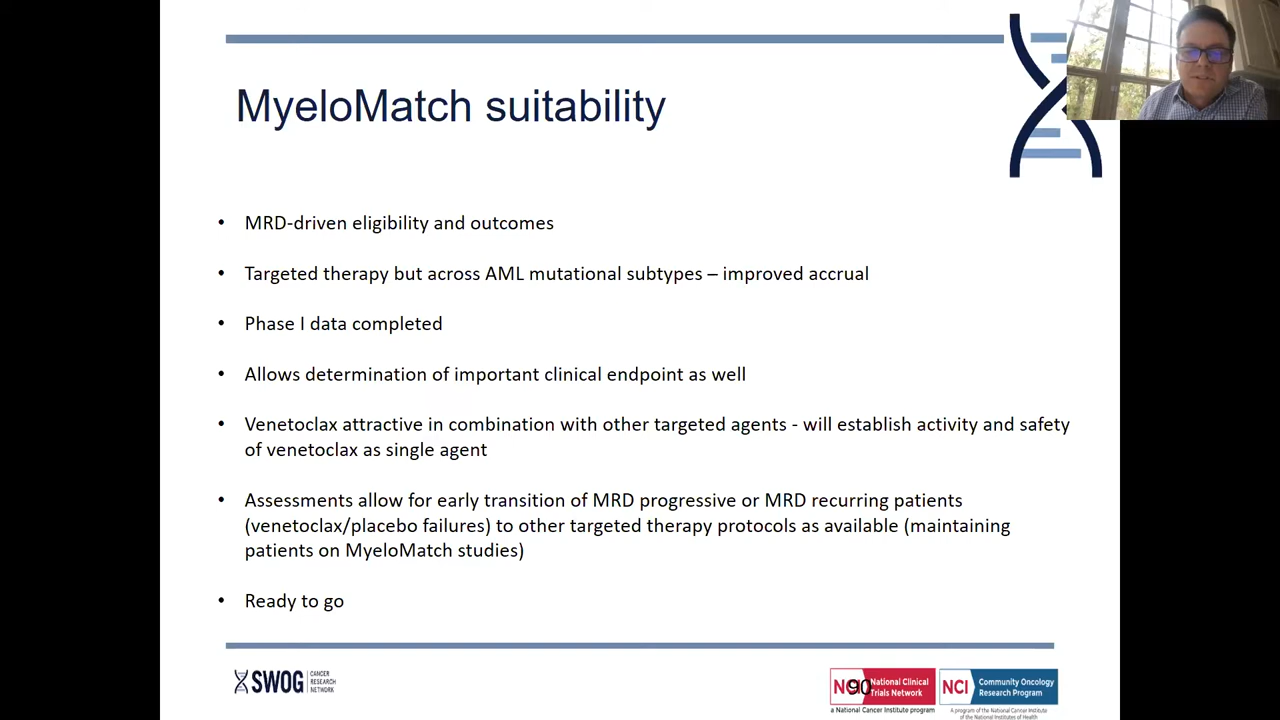 MyeloMatch suitability
• MRD-driven eligibility and outcomes
• Targeted therapy but across AML mutational subtypes – improved accrual
• Phase I data completed
• Allows determination of important clinical endpoint as well
• Venetoclax attractive in combination with other targeted agents - will establish activity and safety
of venetoclax as single agent
• Assessments allow for early transition of MRD progressive or MRD recurring patients
(venetoclax/placebo failures) to other targeted therapy protocols as available (maintaining
patients on MyeloMatch studies)
• Ready to go
SWOG
CANCER
RESEARCH
NETWORK
90
National Clinical
Trials Network
a National Cancer Institute program
NCI
Community Oncology
Research Program
A program of the National Cancer Institute
of the National Institutes of Health